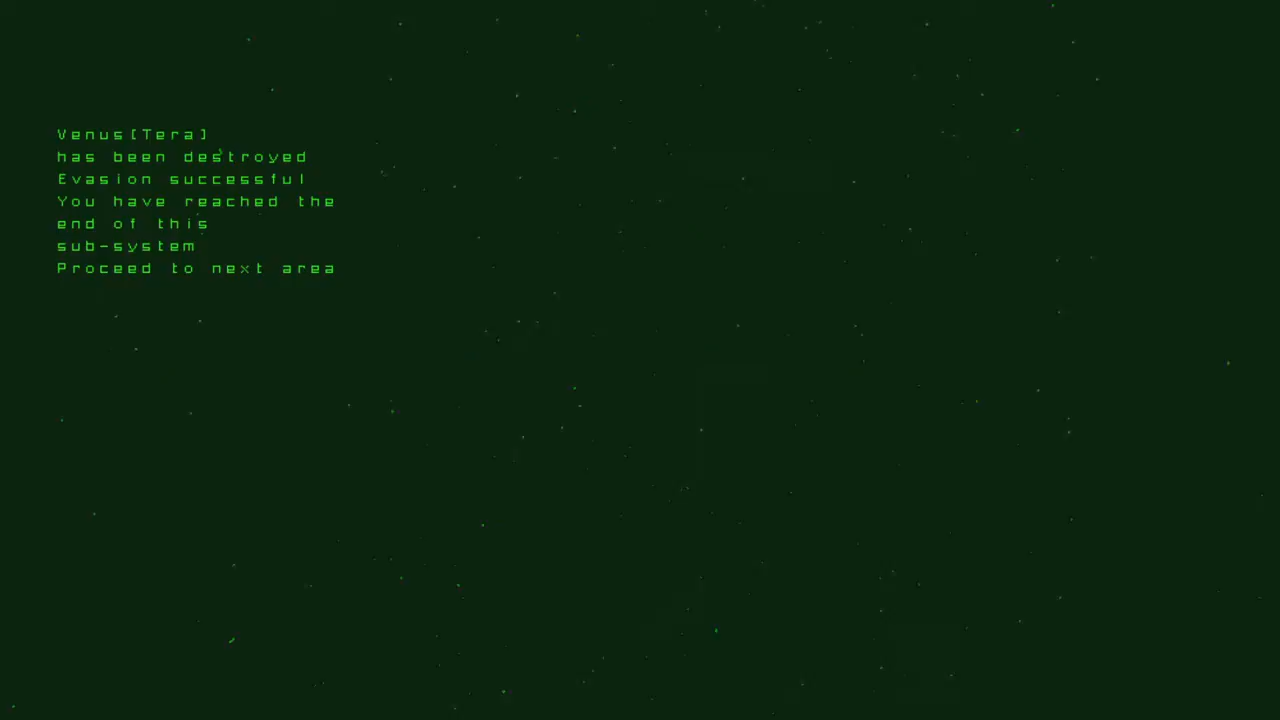 Venus[Tera]
has been destroyed
Evasion successful
You have reached the
end of this
sub-system
Proceed to next area